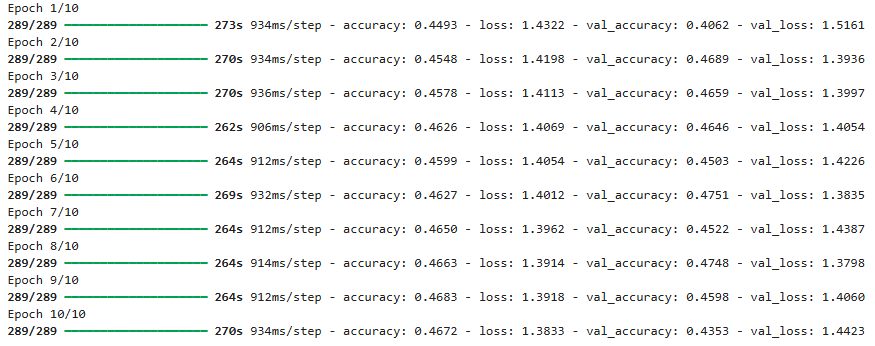 Epoch 1/10
289/289 ━━━━━━━━━━━━━━━━━━━━ 273s 934ms/step - accuracy: 0.4493 - loss: 1.4322 - val_accuracy: 0.4062 - val_loss: 1.5161
Epoch 2/10
289/289 ━━━━━━━━━━━━━━━━━━━━ 270s 934ms/step - accuracy: 0.4548 - loss: 1.4198 - val_accuracy: 0.4689 - val_loss: 1.3936
Epoch 3/10
289/289 ━━━━━━━━━━━━━━━━━━━━ 270s 936ms/step - accuracy: 0.4578 - loss: 1.4113 - val_accuracy: 0.4659 - val_loss: 1.3997
Epoch 4/10
289/289 ━━━━━━━━━━━━━━━━━━━━ 262s 906ms/step - accuracy: 0.4626 - loss: 1.4069 - val_accuracy: 0.4646 - val_loss: 1.4054
Epoch 5/10
289/289 ━━━━━━━━━━━━━━━━━━━━ 264s 912ms/step - accuracy: 0.4599 - loss: 1.4054 - val_accuracy: 0.4503 - val_loss: 1.4226
Epoch 6/10
289/289 ━━━━━━━━━━━━━━━━━━━━ 269s 932ms/step - accuracy: 0.4627 - loss: 1.4012 - val_accuracy: 0.4751 - val_loss: 1.3835
Epoch 7/10
289/289 ━━━━━━━━━━━━━━━━━━━━ 264s 912ms/step - accuracy: 0.4650 - loss: 1.3962 - val_accuracy: 0.4522 - val_loss: 1.4387
Epoch 8/10
289/289 ━━━━━━━━━━━━━━━━━━━━ 264s 914ms/step - accuracy: 0.4663 - loss: 1.3914 - val_accuracy: 0.4748 - val_loss: 1.3798
Epoch 9/10
289/289 ━━━━━━━━━━━━━━━━━━━━ 264s 912ms/step - accuracy: 0.4683 - loss: 1.3918 - val_accuracy: 0.4598 - val_loss: 1.4060
Epoch 10/10
289/289 ━━━━━━━━━━━━━━━━━━━━ 270s 934ms/step - accuracy: 0.4672 - loss: 1.3833 - val_accuracy: 0.4353 - val_loss: 1.4423